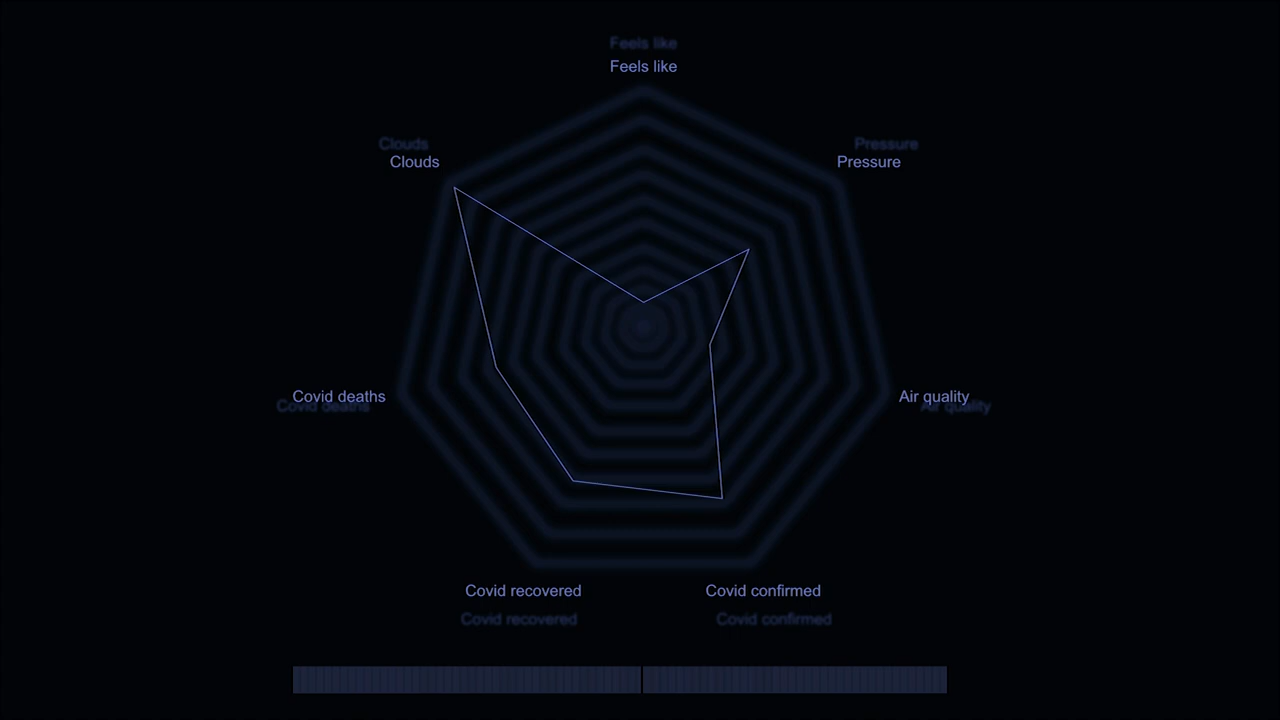 Feels like
Feels like
Clouds
Pressure
Clouds
Pressure
Covid deaths
Air quality
Covid deaths
Air quality
Covid recovered
Covid confirmed
Covid recovered
Covid confirmed